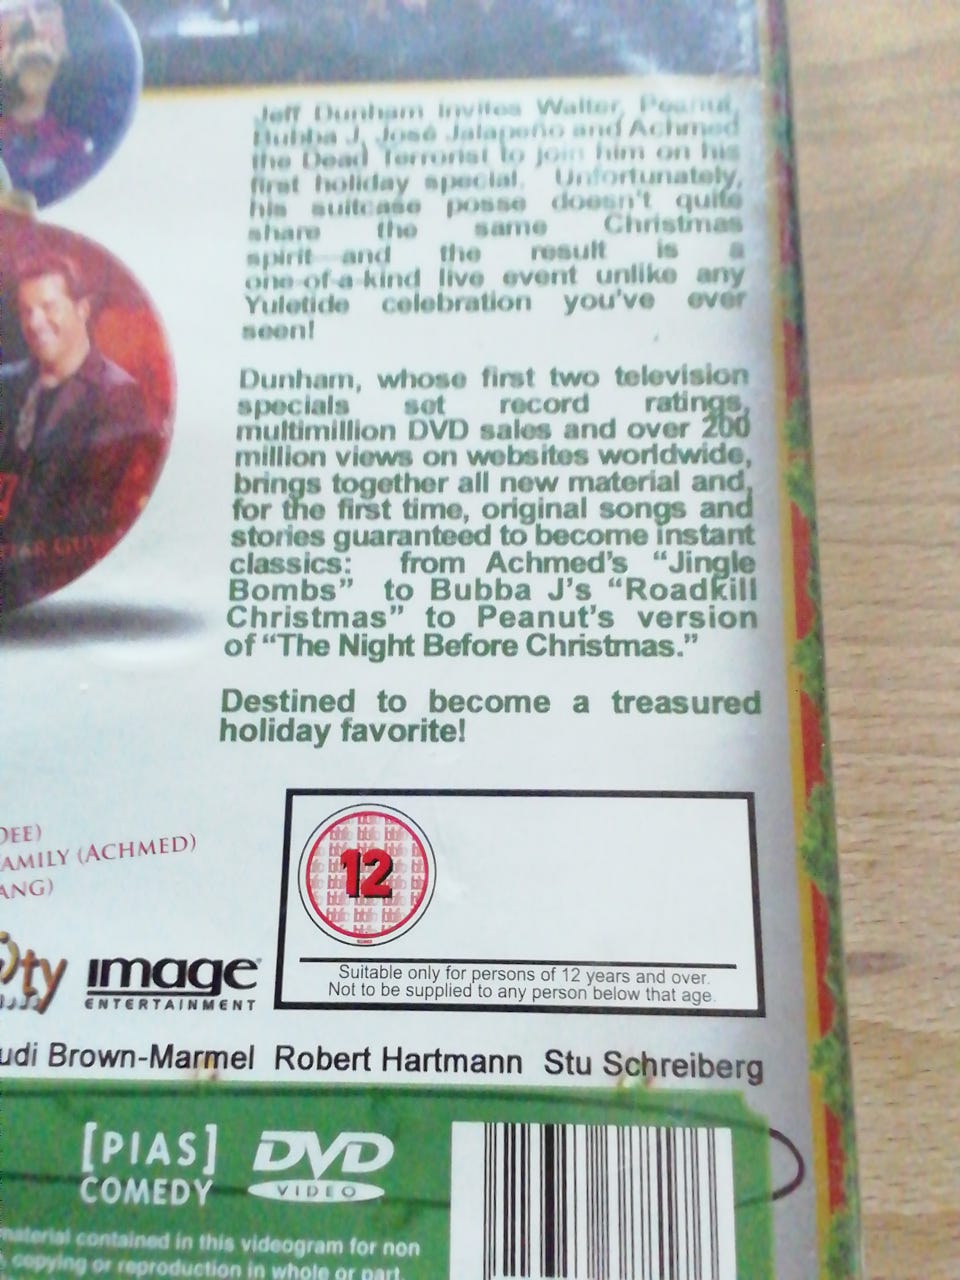 Jeff Dunham invites Walter, Peanut,
Bubba J, José Jalapeño and Achmed
the Dead Terrorist to join him on his
first holiday special. Unfortunately,
his suitcase posse doesn't quite
share the same Christmas
spirit and the result is a
one-of-a-kind live event unlike any
Yuletide celebration you've ever
seen!
Dunham, whose first two television
specials set record ratings,
multimillion DVD sales and over 200
million views on websites worldwide,
brings together all new material and,
for the first time, original songs and
stories guaranteed to become instant
classics: from Achmed's “Jingle
Bombs” to Bubba J's “Roadkill
Christmas” to Peanut's version
of “The Night Before Christmas.”
Destined to become a treasured
holiday favorite!
DEE)
AMILY (ACHMED)
ANG)
12
Suitable only for persons of 12 years and over.
Not to be supplied to any person below that age.
ty
image
ENTERTAINMENT
udi Brown-Marmel Robert Hartmann Stu Schreiberg
[PIAS]
COMEDY
DVD
VIDEO
material contained in this videogram for non
copying or reproduction in whole or part.